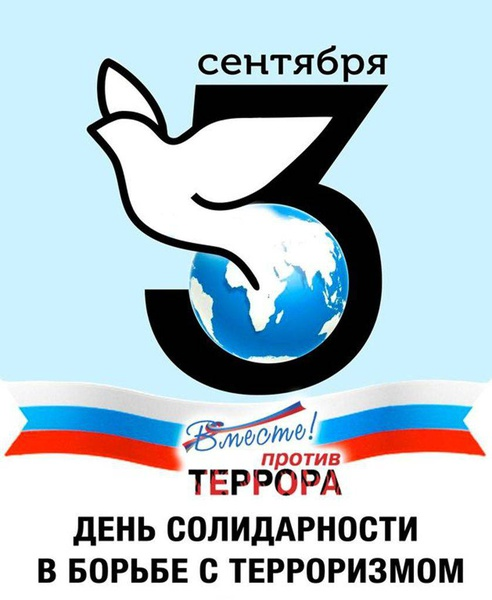 сентября
3
Вместе!
против
ТЕРРОРА
ДЕНЬ СОЛИДАРНОСТИ
В БОРЬБЕ С ТЕРРОРИЗМОМ